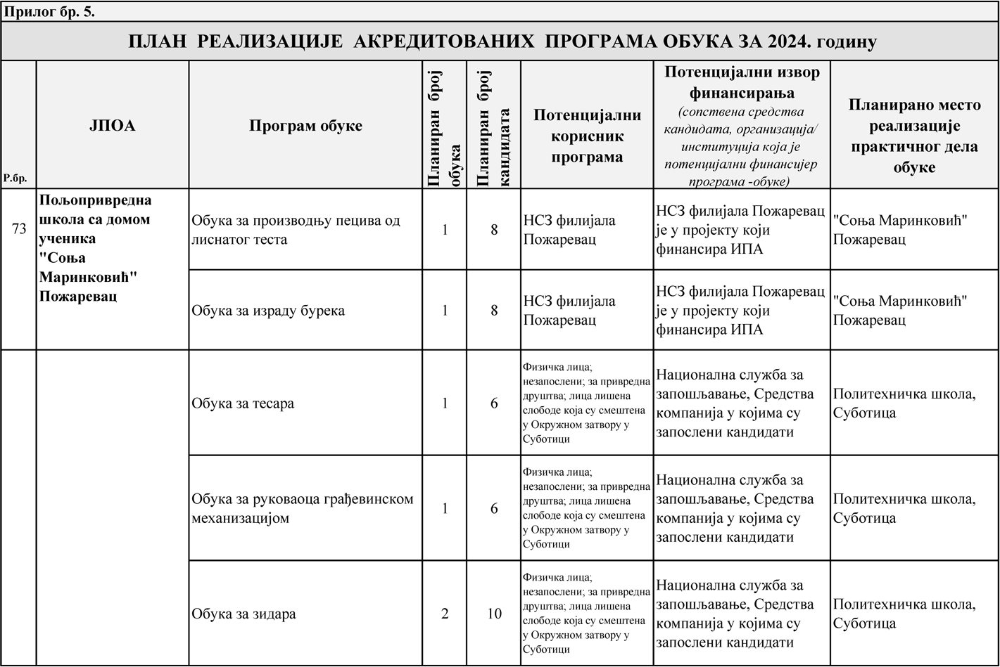 Прилог бр. 5.
ПЛАН РЕАЛИЗАЦИЈЕ АКРЕДИТОВАНИХ ПРОГРАМА ОБУКА ЗА 2024. годину
Р.бр.
ЈПОА
Програм обуке
Планиран број
обука
Планиран број
кандидата
Потенцијални
корисник
програма
Потенцијални извор
финансирања
(сопствена средства
кандидата, организација/
институција која је
потенцијални финансијер
програма -обуке)
Планирано место
реализације
практичног дела
обуке
73
Пољопривредна
школа са домом
ученика
"Соња
Маринковић"
Пожаревац
Обука за производњу пецива од
лиснатог теста
1
8
НСЗ филијала
Пожаревац
НСЗ филијала Пожаревац
је у пројекту који
финансира ИПА
"Соња Маринковић"
Пожаревац
Обука за израду бурека
1
8
НСЗ филијала
Пожаревац
НСЗ филијала Пожаревац
је у пројекту који
финансира ИПА
"Соња Маринковић"
Пожаревац
Обука за тесара
1
6
Физичка лица;
незапослени; за привредна
друштва; лица лишена
слободе која су смештена
у Окружном затвору у
Суботици
Национална служба за
запошљавање, Средства
компанија у којима су
запослени кандидати
Политехничка школа,
Суботица
Обука за руковаоца грађевинском
механизацијом
1
6
Физичка лица;
незапослени; за привредна
друштва; лица лишена
слободе која су смештена
у Окружном затвору у
Суботици
Национална служба за
запошљавање, Средства
компанија у којима су
запослени кандидати
Политехничка школа,
Суботица
Обука за зидара
2
10
Физичка лица;
незапослени; за привредна
друштва; лица лишена
слободе која су смештена
у Окружном затвору у
Суботици
Национална служба за
запошљавање, Средства
компанија у којима су
запослени кандидати
Политехничка школа,
Суботица